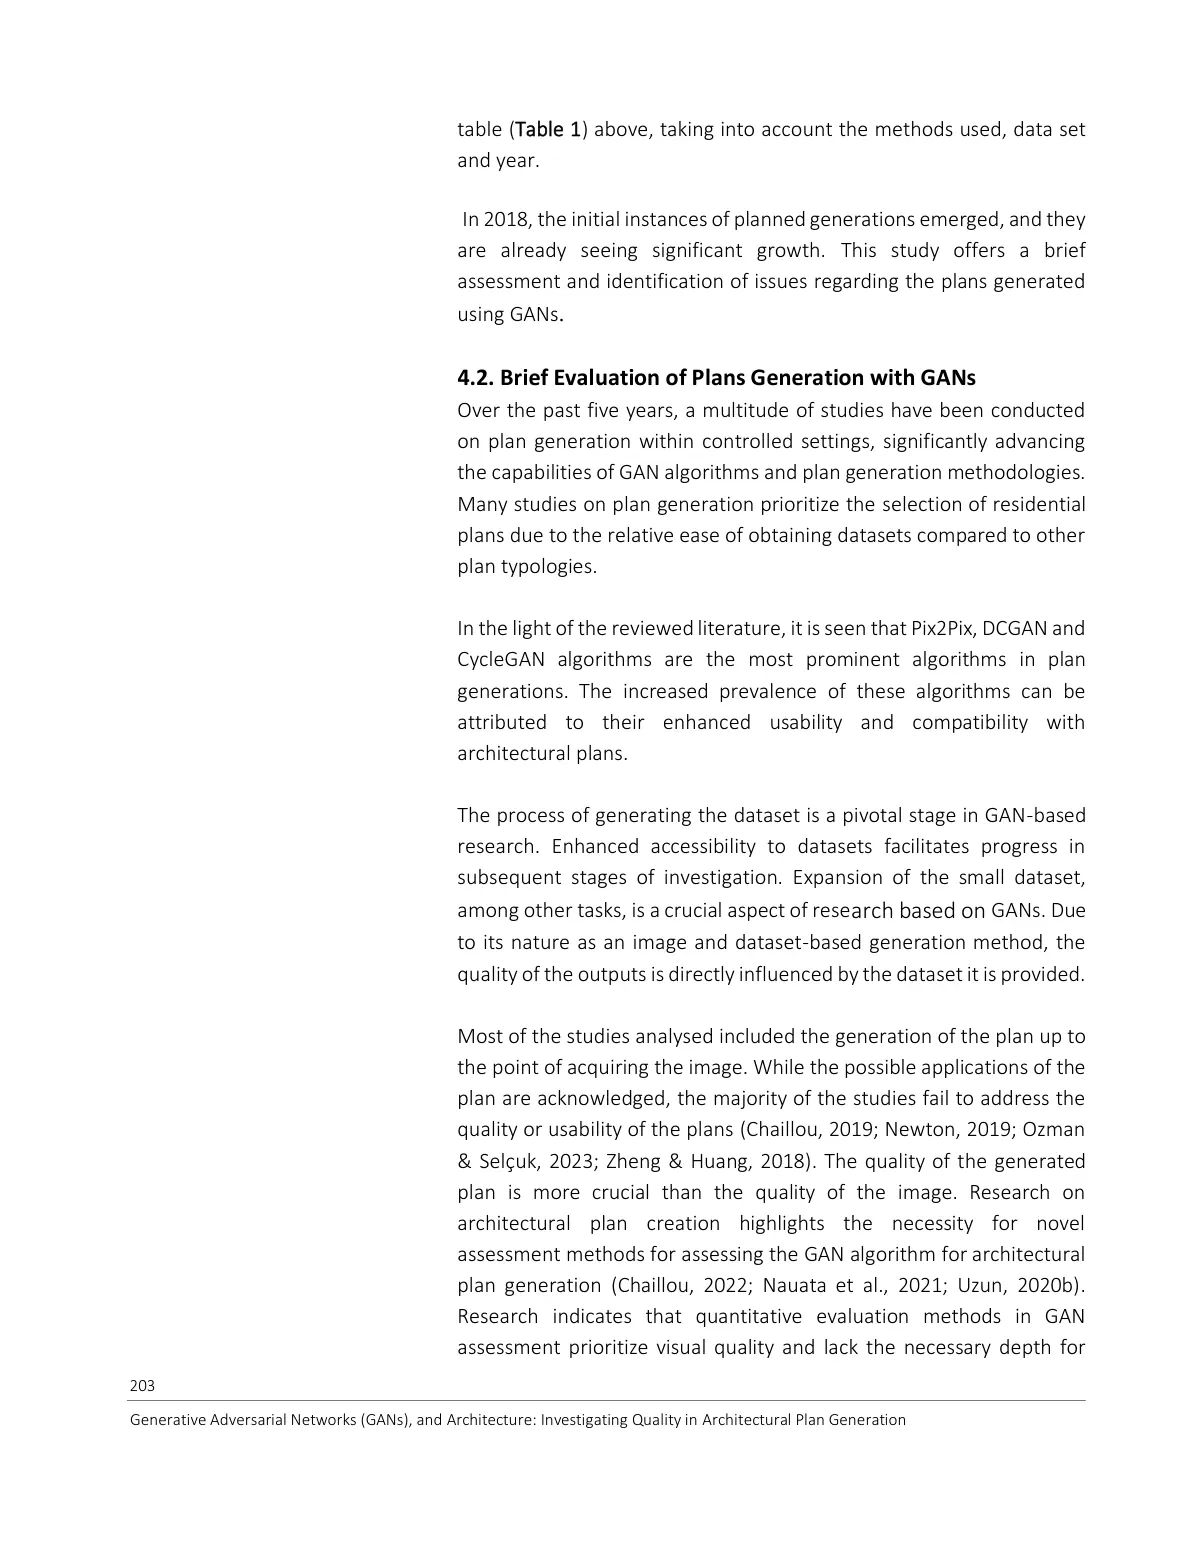 table (Table 1) above, taking into account the methods used, data set
and year.
In 2018, the initial instances of planned generations emerged, and they
are already seeing significant growth. This study offers a brief
assessment and identification of issues regarding the plans generated
using GANs.
4.2. Brief Evaluation of Plans Generation with GANs
Over the past five years, a multitude of studies have been conducted
on plan generation within controlled settings, significantly advancing
the capabilities of GAN algorithms and plan generation methodologies.
Many studies on plan generation prioritize the selection of residential
plans due to the relative ease of obtaining datasets compared to other
plan typologies.
In the light of the reviewed literature, it is seen that Pix2Pix, DCGAN and
CycleGAN algorithms are the most prominent algorithms in plan
generations. The increased prevalence of these algorithms can be
attributed to their enhanced usability and compatibility with
architectural plans.
The process of generating the dataset is a pivotal stage in GAN-based
research. Enhanced accessibility to datasets facilitates progress in
subsequent stages of investigation. Expansion of the small dataset,
among other tasks, is a crucial aspect of research based on GANs. Due
to its nature as an image and dataset-based generation method, the
quality of the outputs is directly influenced by the dataset it is provided.
Most of the studies analysed included the generation of the plan up to
the point of acquiring the image. While the possible applications of the
plan are acknowledged, the majority of the studies fail to address the
quality or usability of the plans (Chaillou, 2019; Newton, 2019; Ozman
& Selçuk, 2023; Zheng & Huang, 2018). The quality of the generated
plan is more crucial than the quality of the image. Research on
architectural plan creation highlights the necessity for novel
assessment methods for assessing the GAN algorithm for architectural
plan generation (Chaillou, 2022; Nauata et al., 2021; Uzun, 2020b).
Research indicates that quantitative evaluation methods in GAN
assessment prioritize visual quality and lack the necessary depth for
203
Generative Adversarial Networks (GANs), and Architecture: Investigating Quality in Architectural Plan Generation